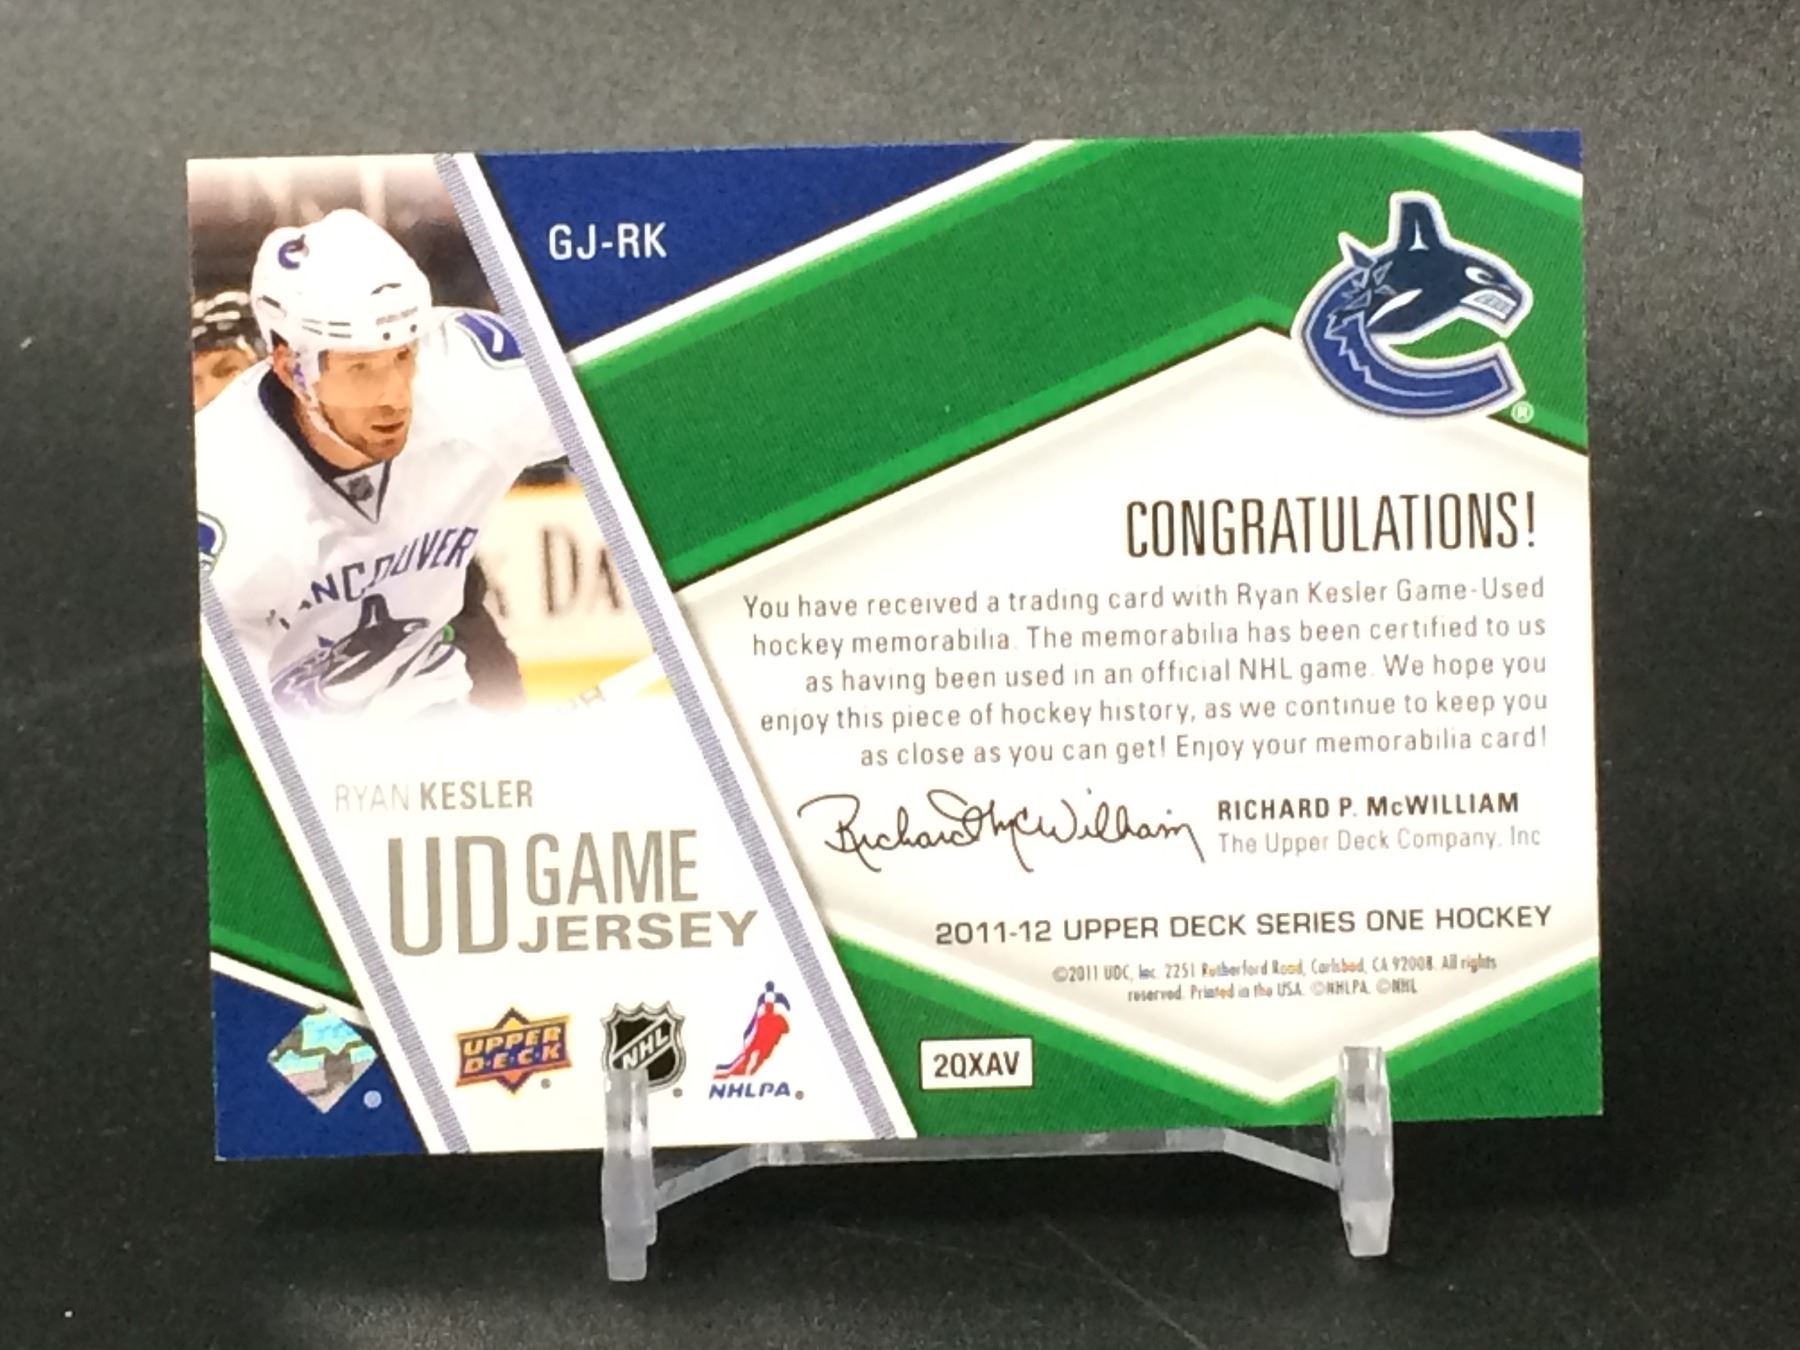 GJ-RK
VANCOUVER
DA
CONGRATULATIONS!
You have received a trading card with Ryan Kesler Game-Used
hockey memorabilia. The memorabilia has been certified to us
as having been used in an official NHL game. We hope you
enjoy this piece of hockey history, as we continue to keep you
as close as you can get! Enjoy your memorabilia card!
Richard McWilliam
RICHARD P. McWILLIAM
The Upper Deck Company, Inc
RYAN KESLER
UD GAME
JERSEY
2011-12 UPPER DECK SERIES ONE HOCKEY
©2011 UDC, Inc. 2251 Rutherford Road, Carlsbad, CA 92008. All rights
reserved. Printed in the USA. ©NHLPA. ©NHL
UPPER
D·E·C·K
NHL
NHLPA
2QXAV